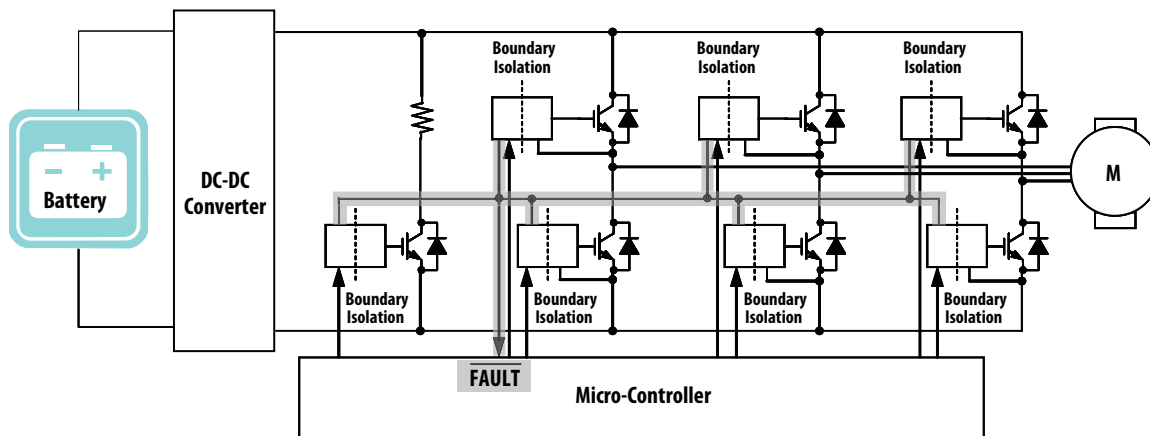 Boundary
Isolation
Boundary
Isolation
Boundary
Isolation
Battery
DC-DC
Converter
M
Boundary
Isolation
Boundary
Isolation
Boundary
Isolation
Boundary
Isolation
FAULT
Micro-Controller